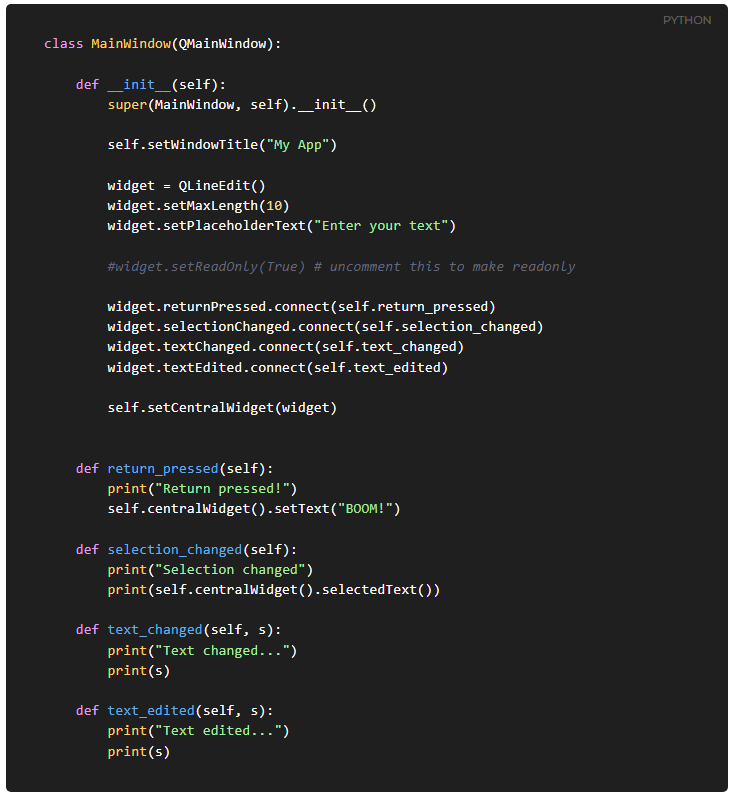 PYTHON
class MainWindow(QMainWindow):
def __init__(self):
super(MainWindow, self).__init__()
self.setWindowTitle("My App")
widget = QLineEdit()
widget.setMaxLength(10)
widget.setPlaceholderText("Enter your text")
#widget.setReadOnly(True) # uncomment this to make readonly
widget.returnPressed.connect(self.return_pressed)
widget.selectionChanged.connect(self.selection_changed)
widget.textChanged.connect(self.text_changed)
widget.textEdited.connect(self.text_edited)
self.setCentralWidget(widget)
def return_pressed(self):
print("Return pressed!")
self.centralWidget().setText("BOOM!")
def selection_changed(self):
print("Selection changed")
print(self.centralWidget().selectedText())
def text_changed(self, s):
print("Text changed...")
print(s)
def text_edited(self, s):
print("Text edited...")
print(s)